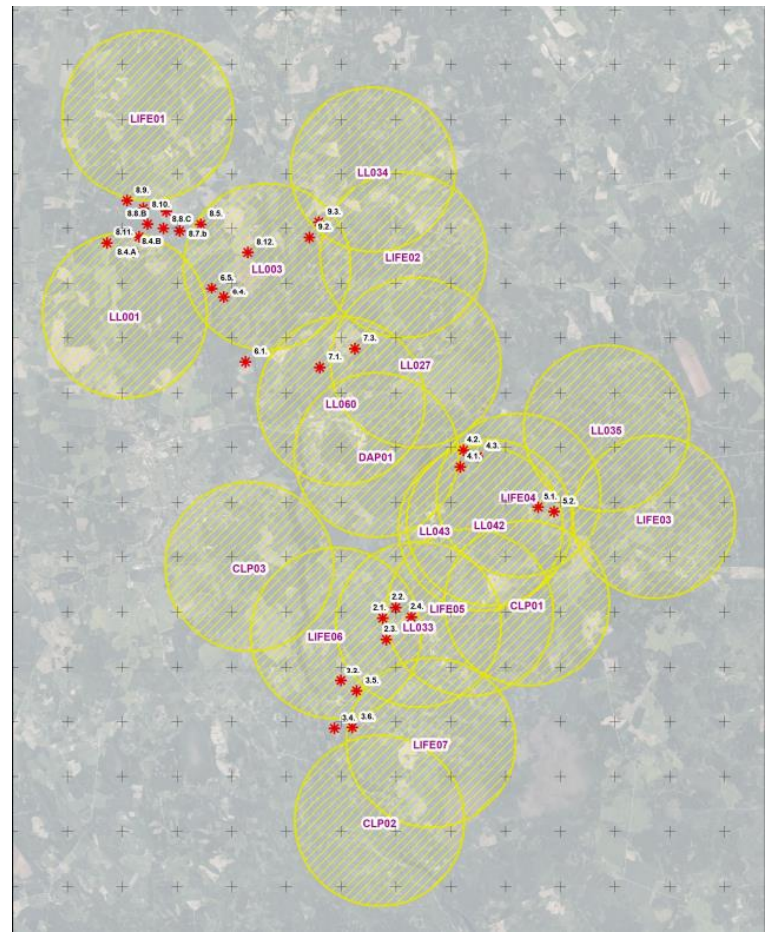 LIFE01
LL034
8.9.
8.10.
8.8.B
8.8.C
8.5.
8.7.b
8.11.
8.4.B
8.4.A
9.3.
9.2.
8.12.
LIFE02
LL003
6.5.
6.4.
LL001
7.3.
6.1.
7.1.
LL027
LL060
LL035
4.2.
4.3.
4.1.
DAP01
LIFE04
5.1.
5.2.
LIFE03
LL043
LL042
CLP03
2.2.
2.1.
2.4.
LIFE05
CLP01
LL033
2.3.
LIFE06
3.5.
3.4.
3.6.
LIFE07
CLP02